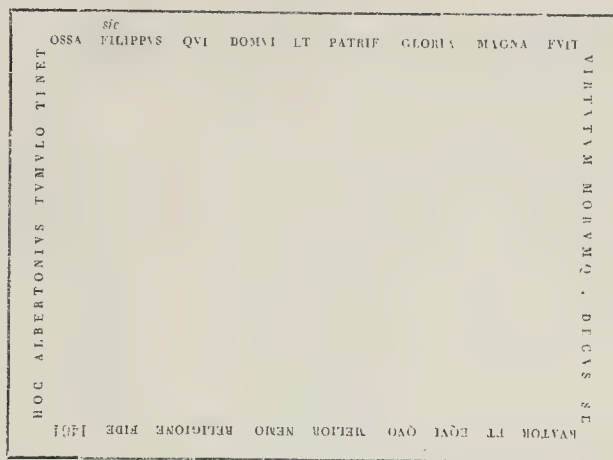 HOC ALBERTONIVS TVMVLO TINET
sic
OSSA FILIPPVS QVI DOMVI ET PATRIE GLORIA MAGNA FVIT
VIRTVTVM MORVMQ . DECVS SE
RVATOR ET EQVI QVO MELIOR NEMO RELIGIONE FIDE 1461